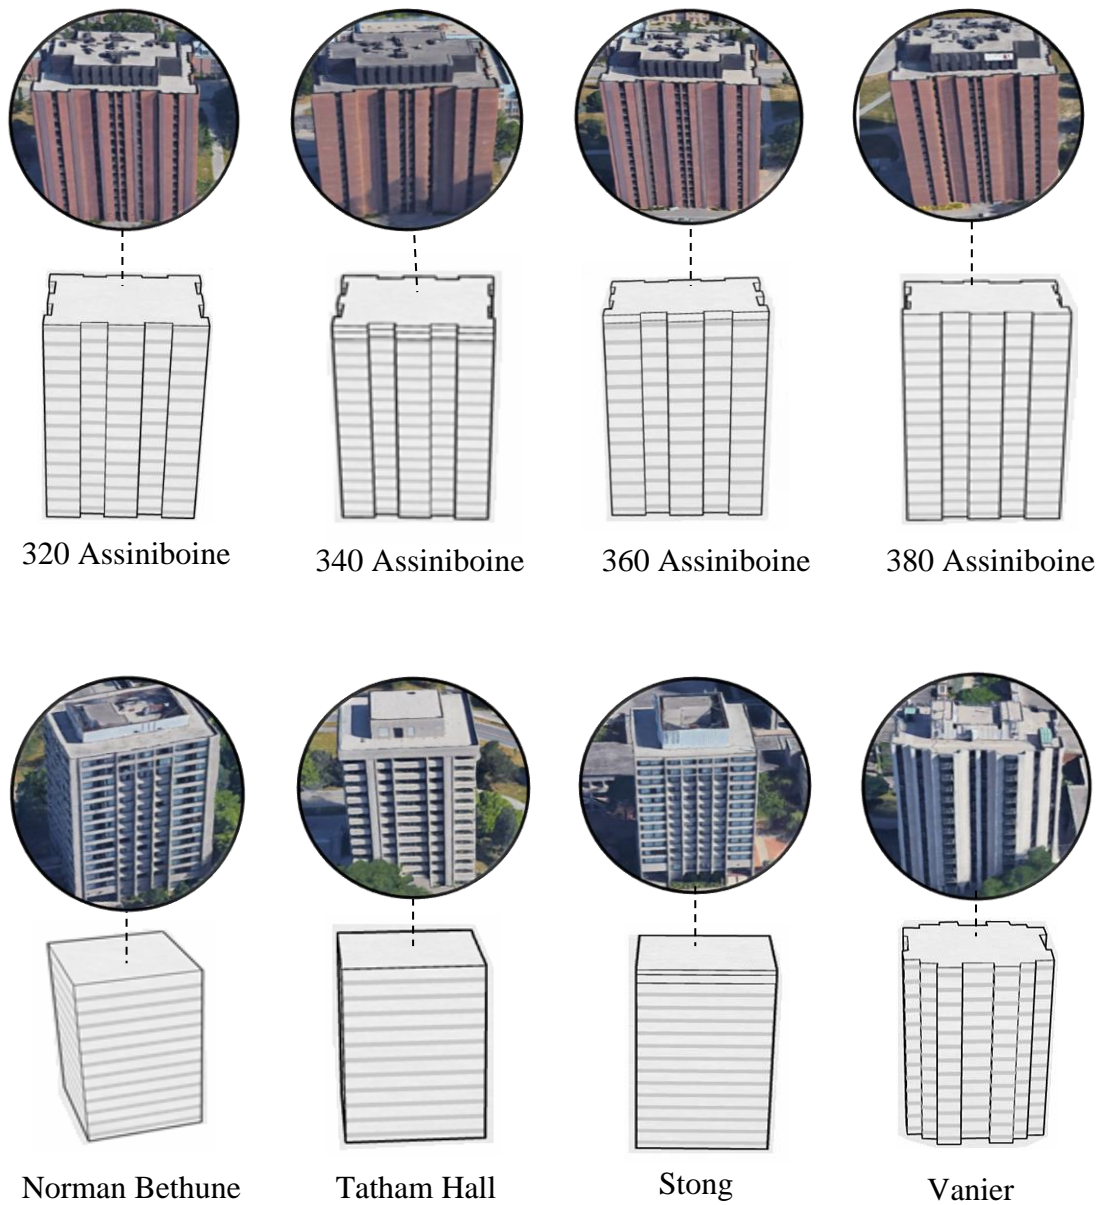 320 Assiniboine
340 Assiniboine
360 Assiniboine
380 Assiniboine
Norman Bethune
Tatham Hall
Stong
Vanier